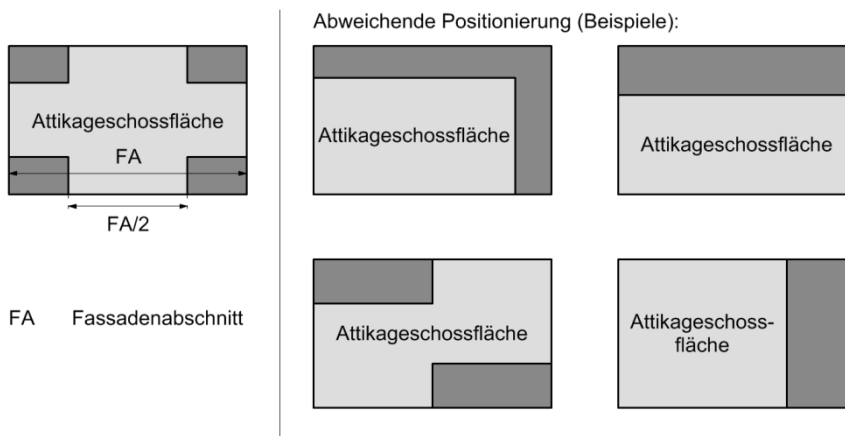 Abweichende Positionierung (Beispiele):
Attikageschossfläche
FA
FA/2
FA Fassadenabschnitt
Attikageschossfläche
Attikageschossfläche
Attikageschossfläche
Attikageschoss-
fläche